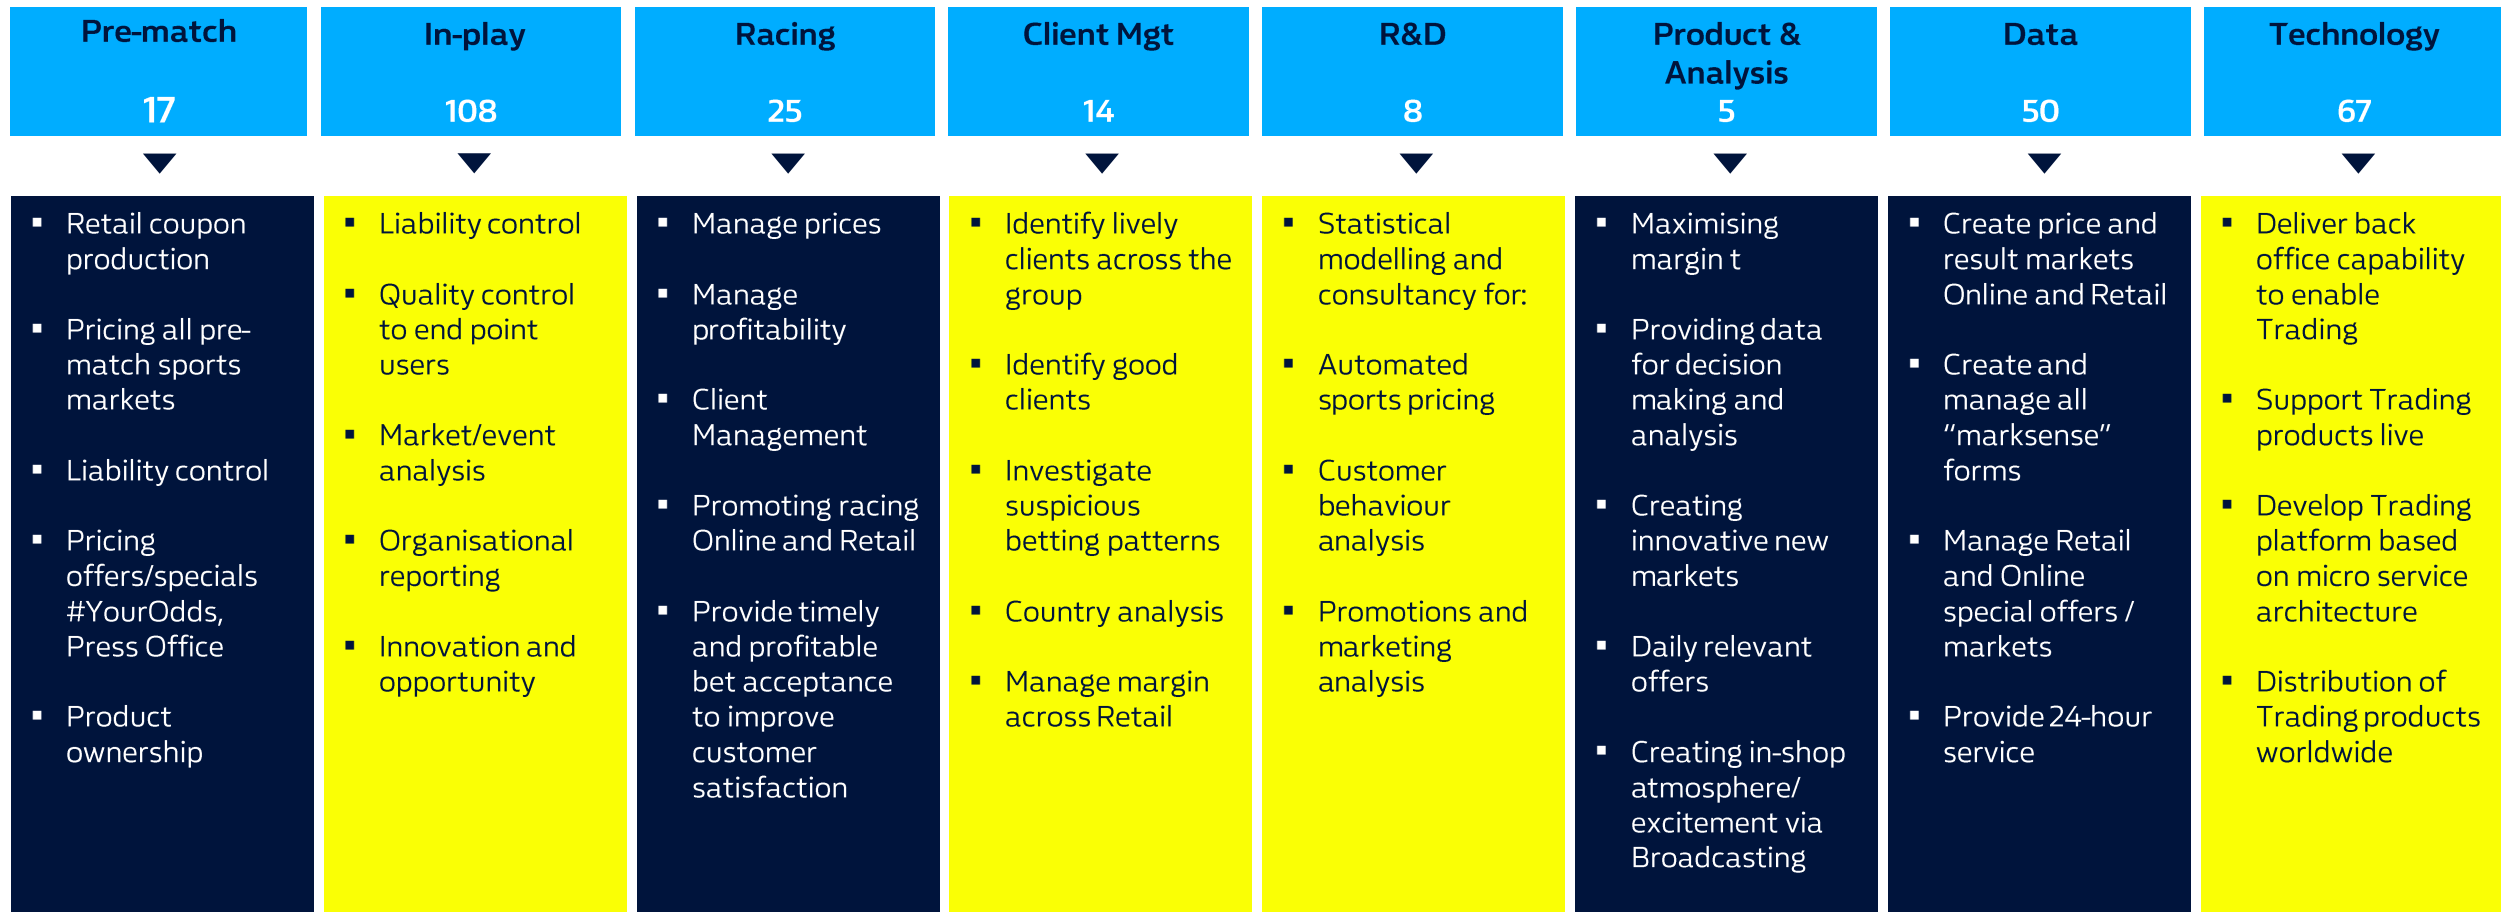 Pre-match
17
In-play
108
Racing
25
Client Mgt
14
R&D
8
Product &
Analysis
5
Data
50
Technology
67
Retail coupon
production
Pricing all pre-
match sports
markets
Liability control
Pricing
offers/specials
#YourOdds,
Press Office
Product
ownership
Liability control
Quality control
to end point
users
Market/event
analysis
Organisational
reporting
Innovation and
opportunity
Manage prices
Manage
profitability
Client
Management
Promoting racing
Online and Retail
Provide timely
and profitable
bet acceptance
to improve
customer
satisfaction
Identify lively
clients across the
group
Identify good
clients
Investigate
suspicious
betting patterns
Country analysis
Manage margin
across Retail
Statistical
modelling and
consultancy for:
Automated
sports pricing
Customer
behaviour
analysis
Promotions and
marketing
analysis
Maximising
margin t
Providing data
for decision
making and
analysis
Creating
innovative new
markets
Daily relevant
offers
Creating in-shop
atmosphere/
excitement via
Broadcasting
Create price and
result markets
Online and Retail
Create and
manage all
“marksense”
forms
Manage Retail
and Online
special offers /
markets
Provide 24-hour
service
Deliver back
office capability
to enable
Trading
Support Trading
products live
Develop Trading
platform based
on micro service
architecture
Distribution of
Trading products
worldwide